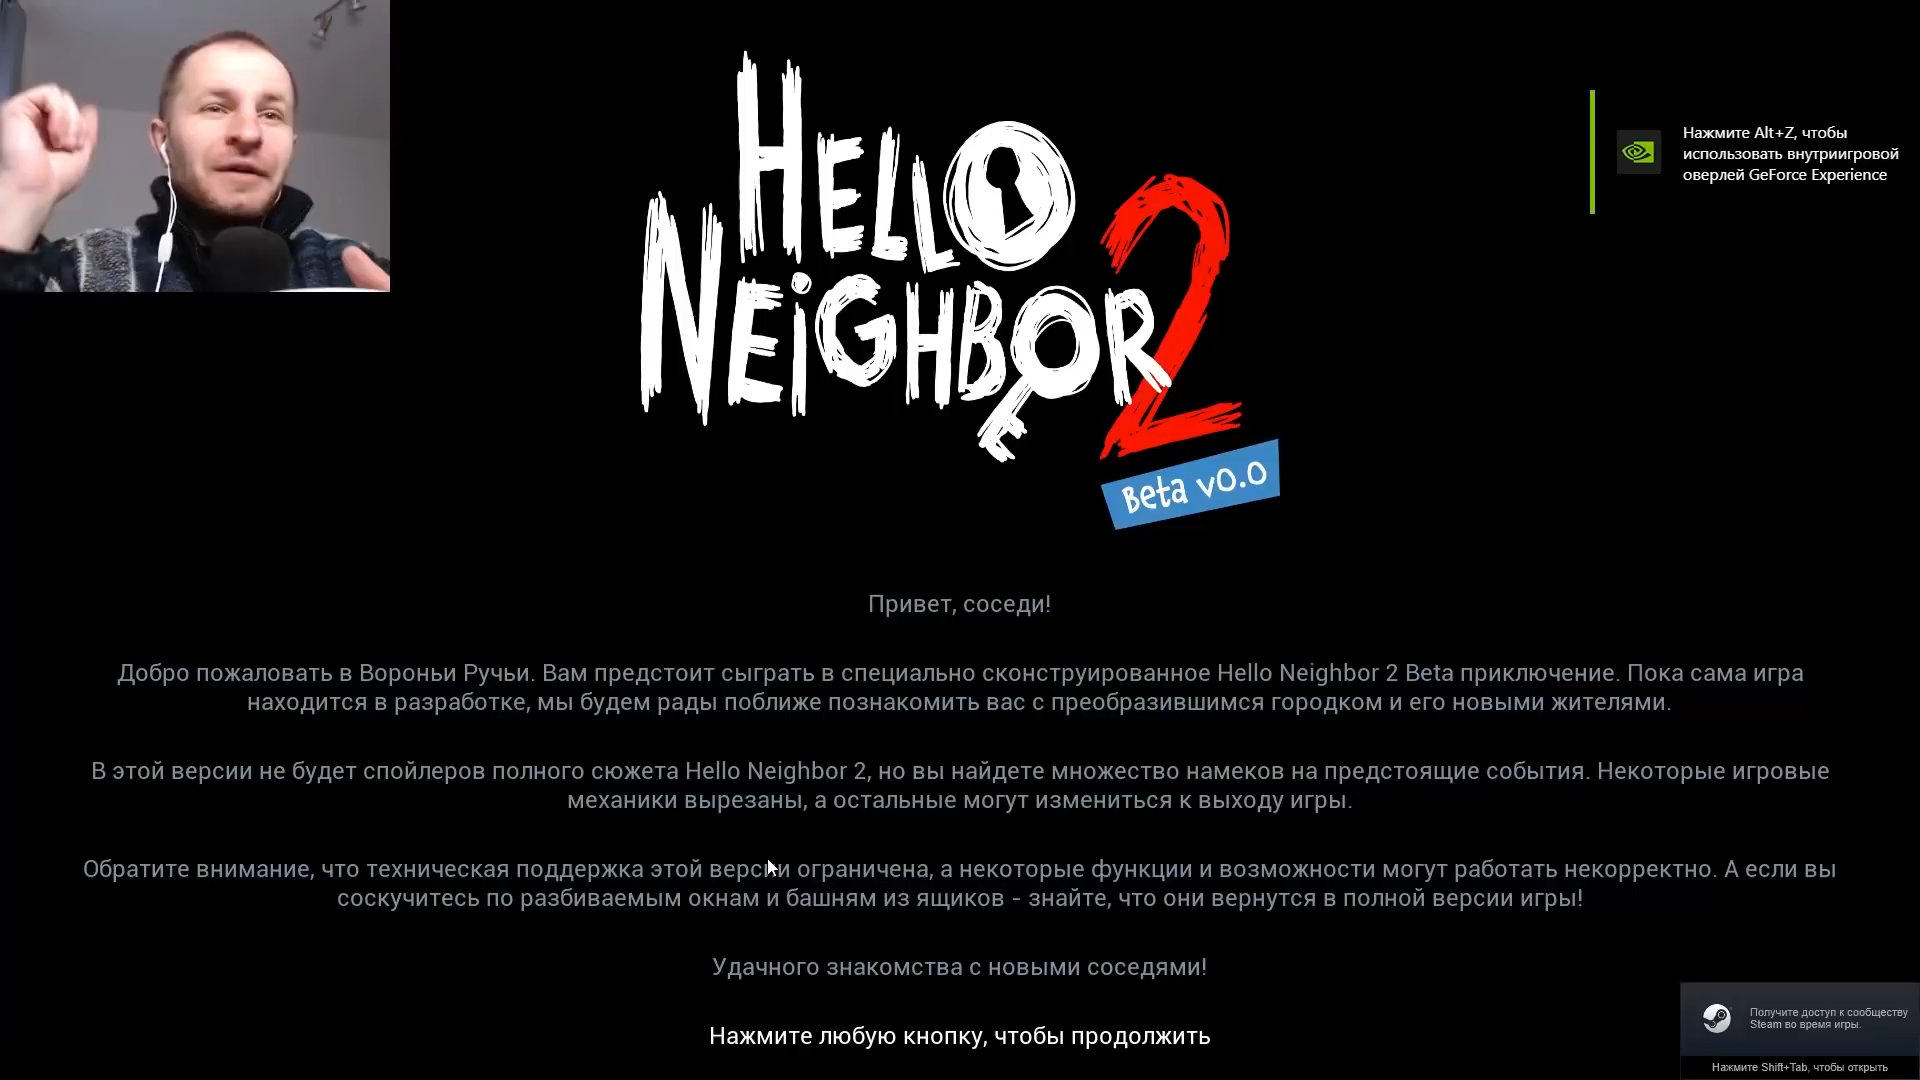 HELLO
NEIGHBOR 2
Beta v0.0
Нажмите Alt+Z, чтобы
использовать внутриигровой
оверлей GeForce Experience
Привет, соседи!
Добро пожаловать в Вороньи Ручьи. Вам предстоит сыграть в специально сконструированное Hello Neighbor 2 Beta приключение. Пока сама игра
находится в разработке, мы будем рады поближе познакомить вас с преобразившимся городком и его новыми жителями.
В этой версии не будет спойлеров полного сюжета Hello Neighbor 2, но вы найдете множество намеков на предстоящие события. Некоторые игровые
механики вырезаны, а остальные могут измениться к выходу игры.
Обратите внимание, что техническая поддержка этой версии ограничена, а некоторые функции и возможности могут работать некорректно. А если вы
соскучитесь по разбиваемым окнам и башням из ящиков - знайте, что они вернутся в полной версии игры!
Удачного знакомства с новыми соседями!
Нажмите любую кнопку, чтобы продолжить
Получите доступ к сообществу
Steam во время игры.
Нажмите Shift+Tab, чтобы открыть